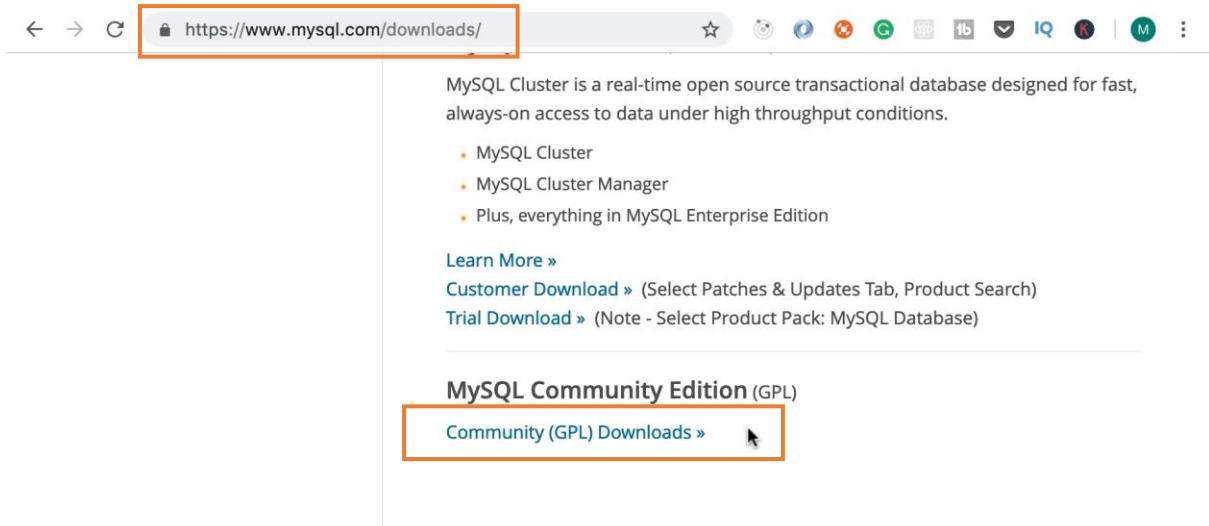 https://www.mysql.com/downloads/
G
1b
IQ
K
M
MySQL Cluster is a real-time open source transactional database designed for fast,
always-on access to data under high throughput conditions.
• MySQL Cluster
• MySQL Cluster Manager
• Plus, everything in MySQL Enterprise Edition
Learn More »
Customer Download » (Select Patches & Updates Tab, Product Search)
Trial Download » (Note - Select Product Pack: MySQL Database)
MySQL Community Edition (GPL)
Community (GPL) Downloads »